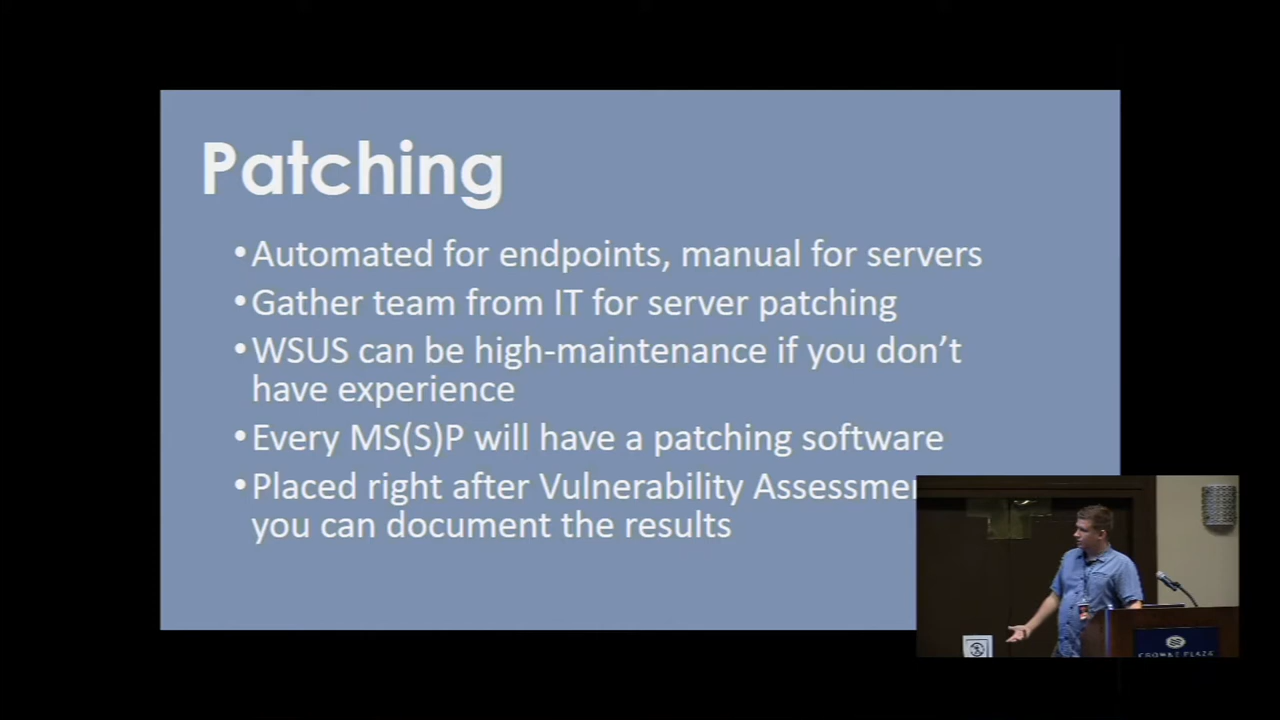 Patching
•Automated for endpoints, manual for servers
•Gather team from IT for server patching
•WSUS can be high-maintenance if you don’t
have experience
•Every MS(S)P will have a patching software
•Placed right after Vulnerability
you can document the results
CROWNE PLAZA